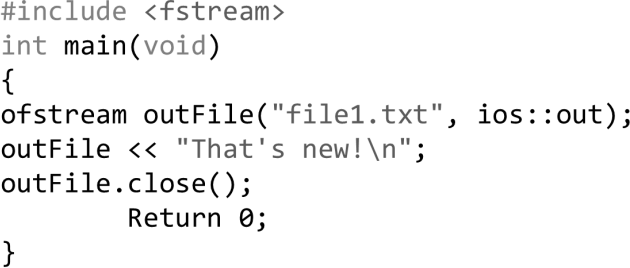 #include <fstream>
int main(void)
{
ofstream outFile("file1.txt", ios::out);
outFile << "That's new!\n";
outFile.close();
        Return 0;
}